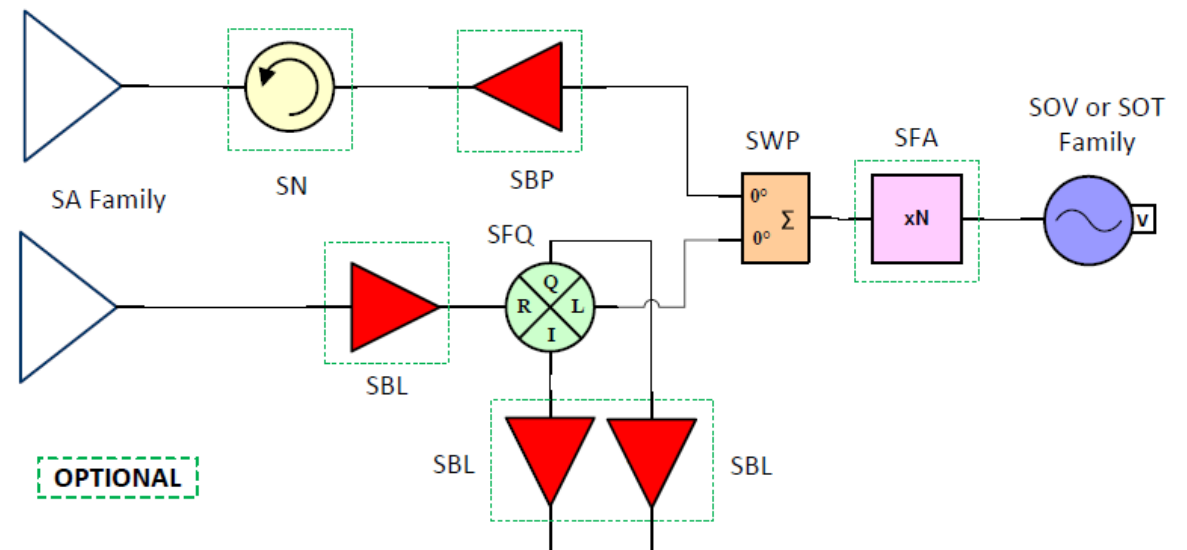 SOV or SOT
Family
SWP
SFA
SN
SBP
SA Family
0°
Σ
0°
xN
V
SFQ
Q
R
L
I
SBL
SBL
SBL
OPTIONAL